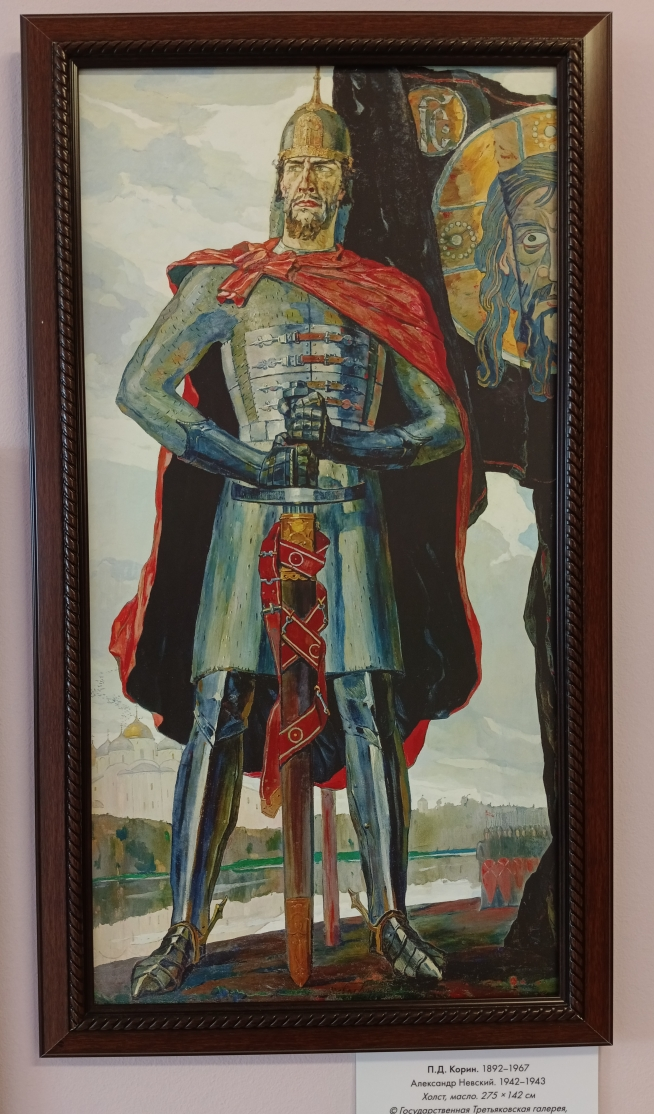 П.Д. Корин. 1892–1967
Александр Невский. 1942–1943
Холст, масло. 275 × 142 см
© Государственная Третьяковская галерея,